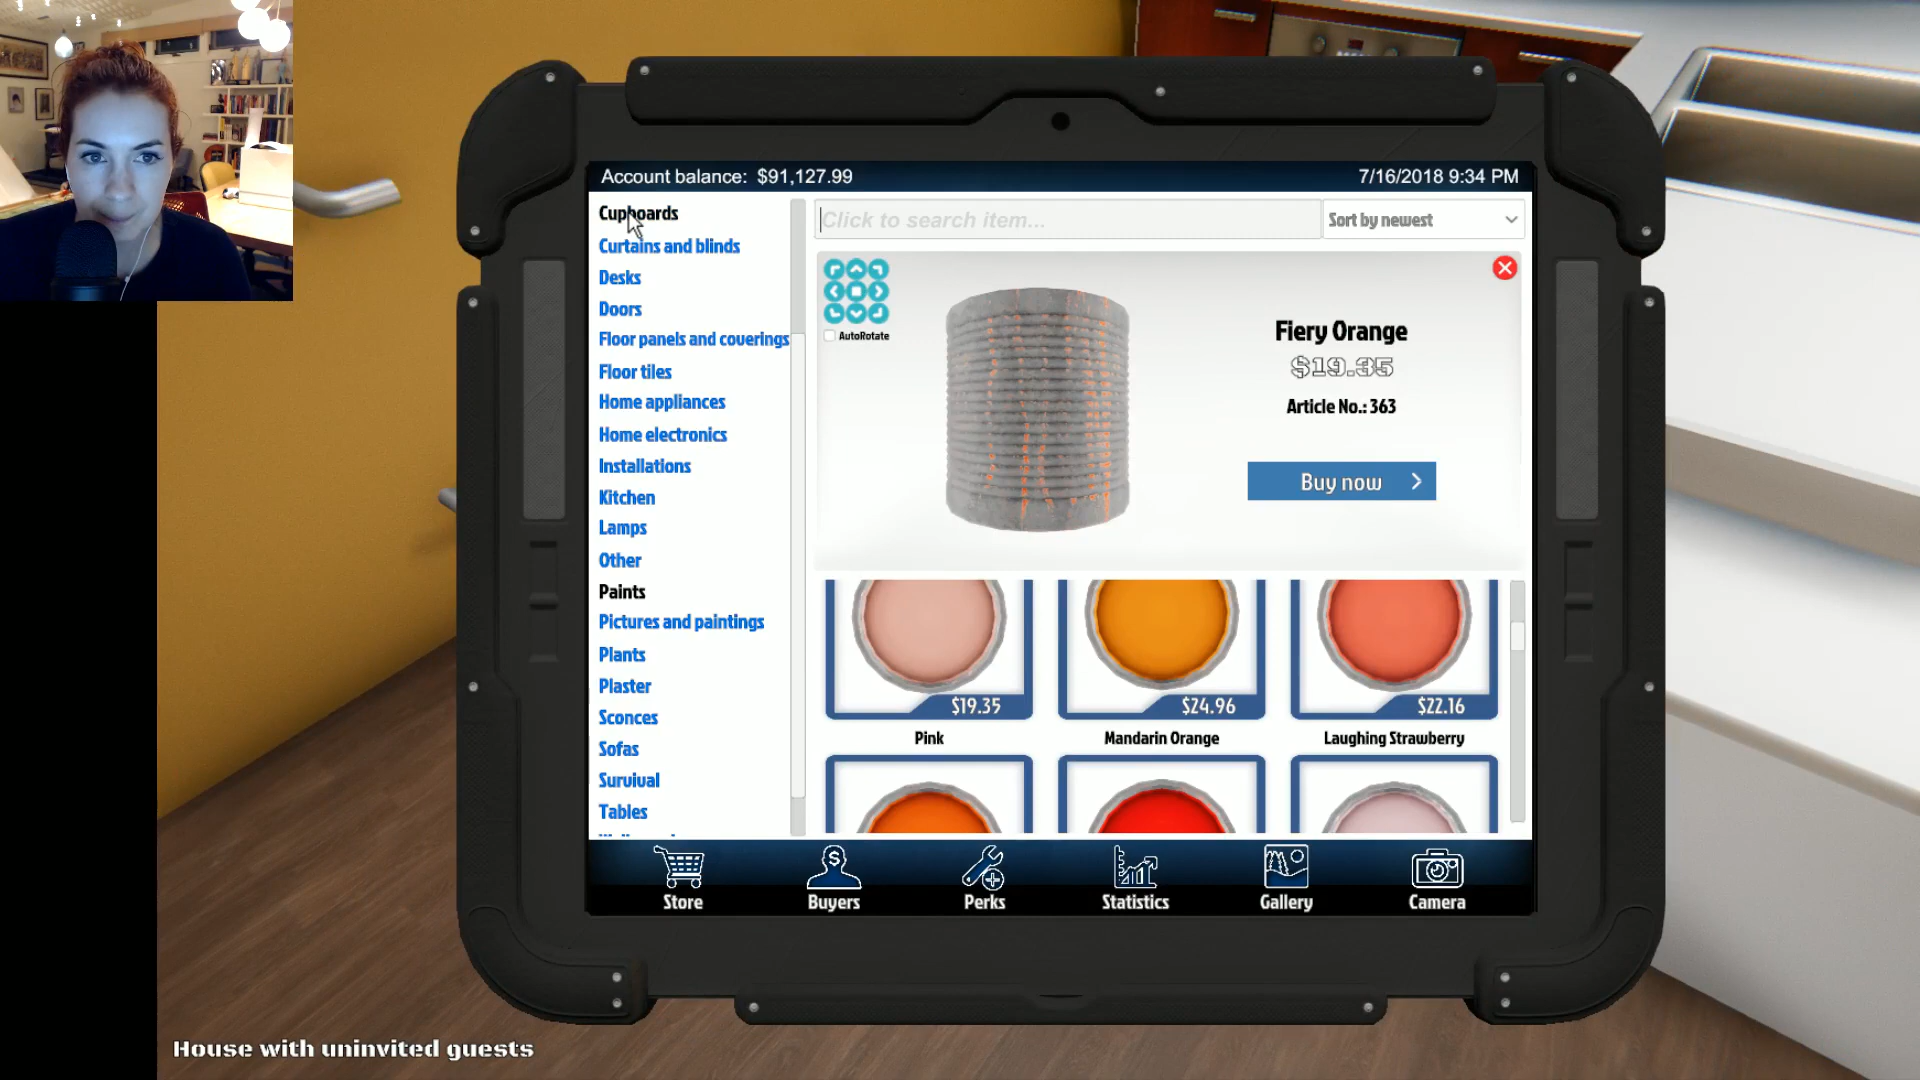 Account balance: $91,127.99
7/16/2018 9:34 PM
Cupboards
Curtains and blinds
Desks
Doors
Floor panels and coverings
Floor tiles
Home appliances
Home electronics
Installations
Kitchen
Lamps
Other
Paints
Pictures and paintings
Plants
Plaster
Sconces
Sofas
Survival
Tables
Click to search item...
Sort by newest
AutoRotate
Fiery Orange
$19.35
Article No.: 363
Buy now
$19.35
$24.96
$22.16
Pink
Mandarin Orange
Laughing Strawberry
Store
Buyers
Perks
Statistics
Gallery
Camera
House with uninvited guests